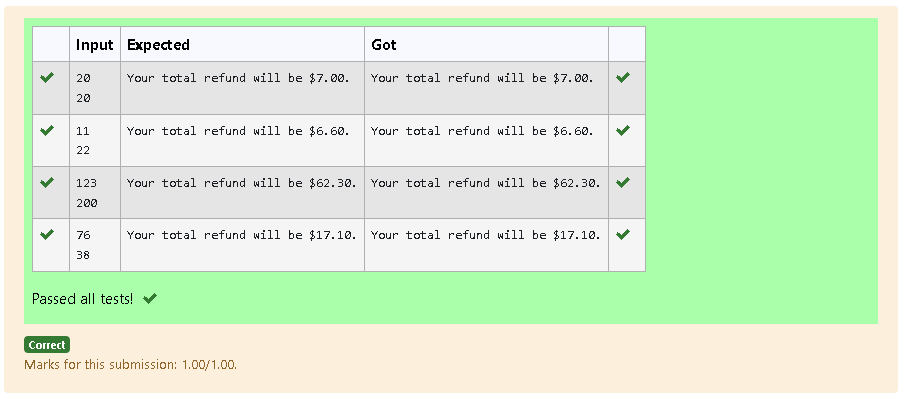 Input Expected Got
20 Your total refund will be $7.00. Your total refund will be $7.00.
20
11 Your total refund will be $6.60. Your total refund will be $6.60.
22
123 Your total refund will be $62.30. Your total refund will be $62.30.
200
76 Your total refund will be $17.10. Your total refund will be $17.10.
38
Passed all tests!
Correct
Marks for this submission: 1.00/1.00.